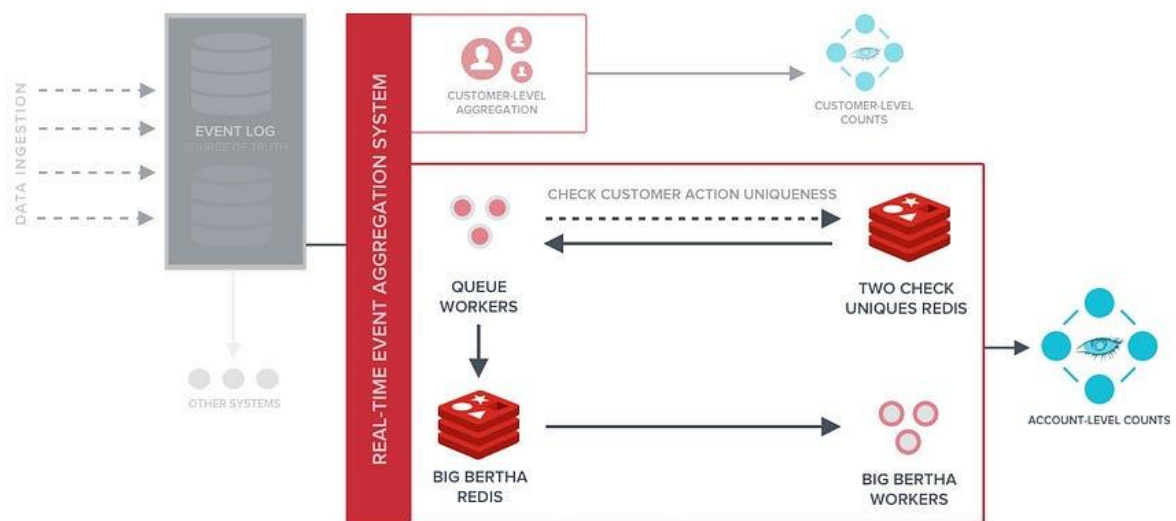 DATA INGESTION
EVENT LOG
SOURCE OF TRUTH
OTHER SYSTEMS
REAL-TIME EVENT AGGREGATION SYSTEM
CUSTOMER-LEVEL
AGGREGATION
CUSTOMER-LEVEL
COUNTS
CHECK CUSTOMER ACTION UNIQUENESS
QUEUE
WORKERS
TWO CHECK
UNIQUES REDIS
BIG BERTHA
REDIS
BIG BERTHA
WORKERS
ACCOUNT-LEVEL COUNTS